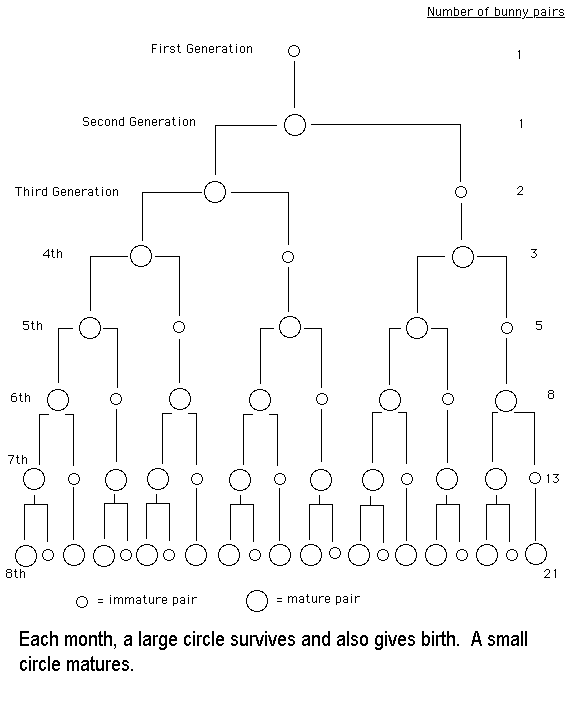 Number of bunny pairs
First Generation 1
Second Generation 1
Third Generation 2
4th 3
5th 5
6th 8
7th 13
8th 21
= immature pair = mature pair
Each month, a large circle survives and also gives birth. A small
circle matures.